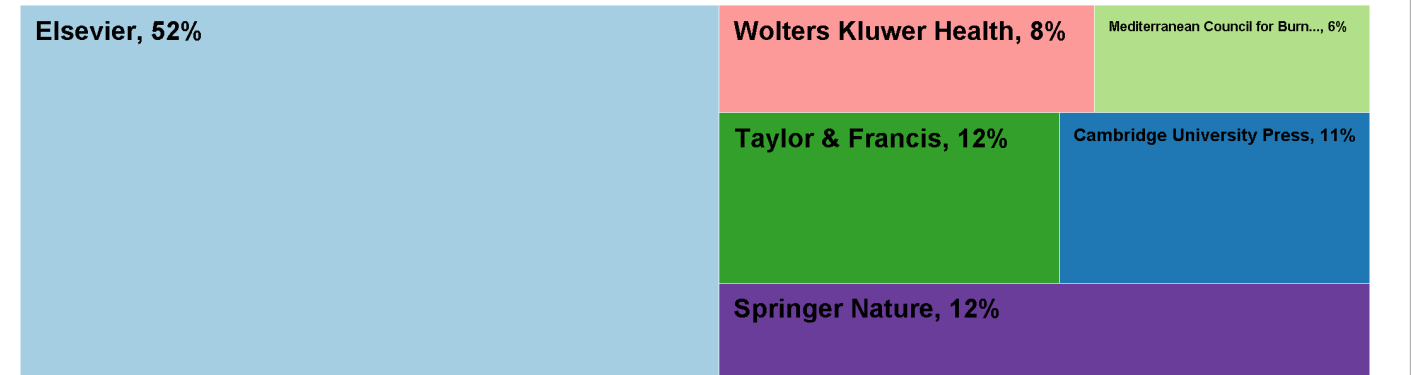 Elsevier, 52%
Wolters Kluwer Health, 8%
Mediterranean Council for Burn..., 6%
Taylor & Francis, 12%
Cambridge University Press, 11%
Springer Nature, 12%